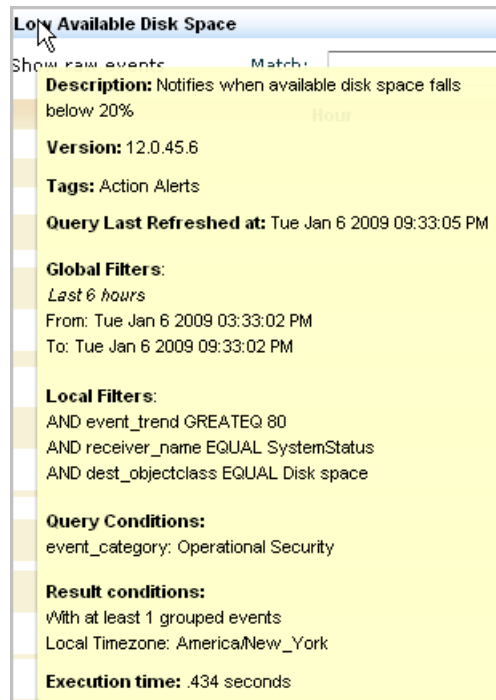 Low Available Disk Space
Show raw events Match:
Hour
Description: Notifies when available disk space falls
below 20%
Version: 12.0.45.6
Tags: Action Alerts
Query Last Refreshed at: Tue Jan 6 2009 09:33:05 PM
Global Filters:
Last 6 hours
From: Tue Jan 6 2009 03:33:02 PM
To: Tue Jan 6 2009 09:33:02 PM
Local Filters:
AND event_trend GREATEQ 80
AND receiver_name EQUAL SystemStatus
AND dest_objectclass EQUAL Disk space
Query Conditions:
event_category: Operational Security
Result conditions:
With at least 1 grouped events
Local Timezone: America/New_York
Execution time: .434 seconds